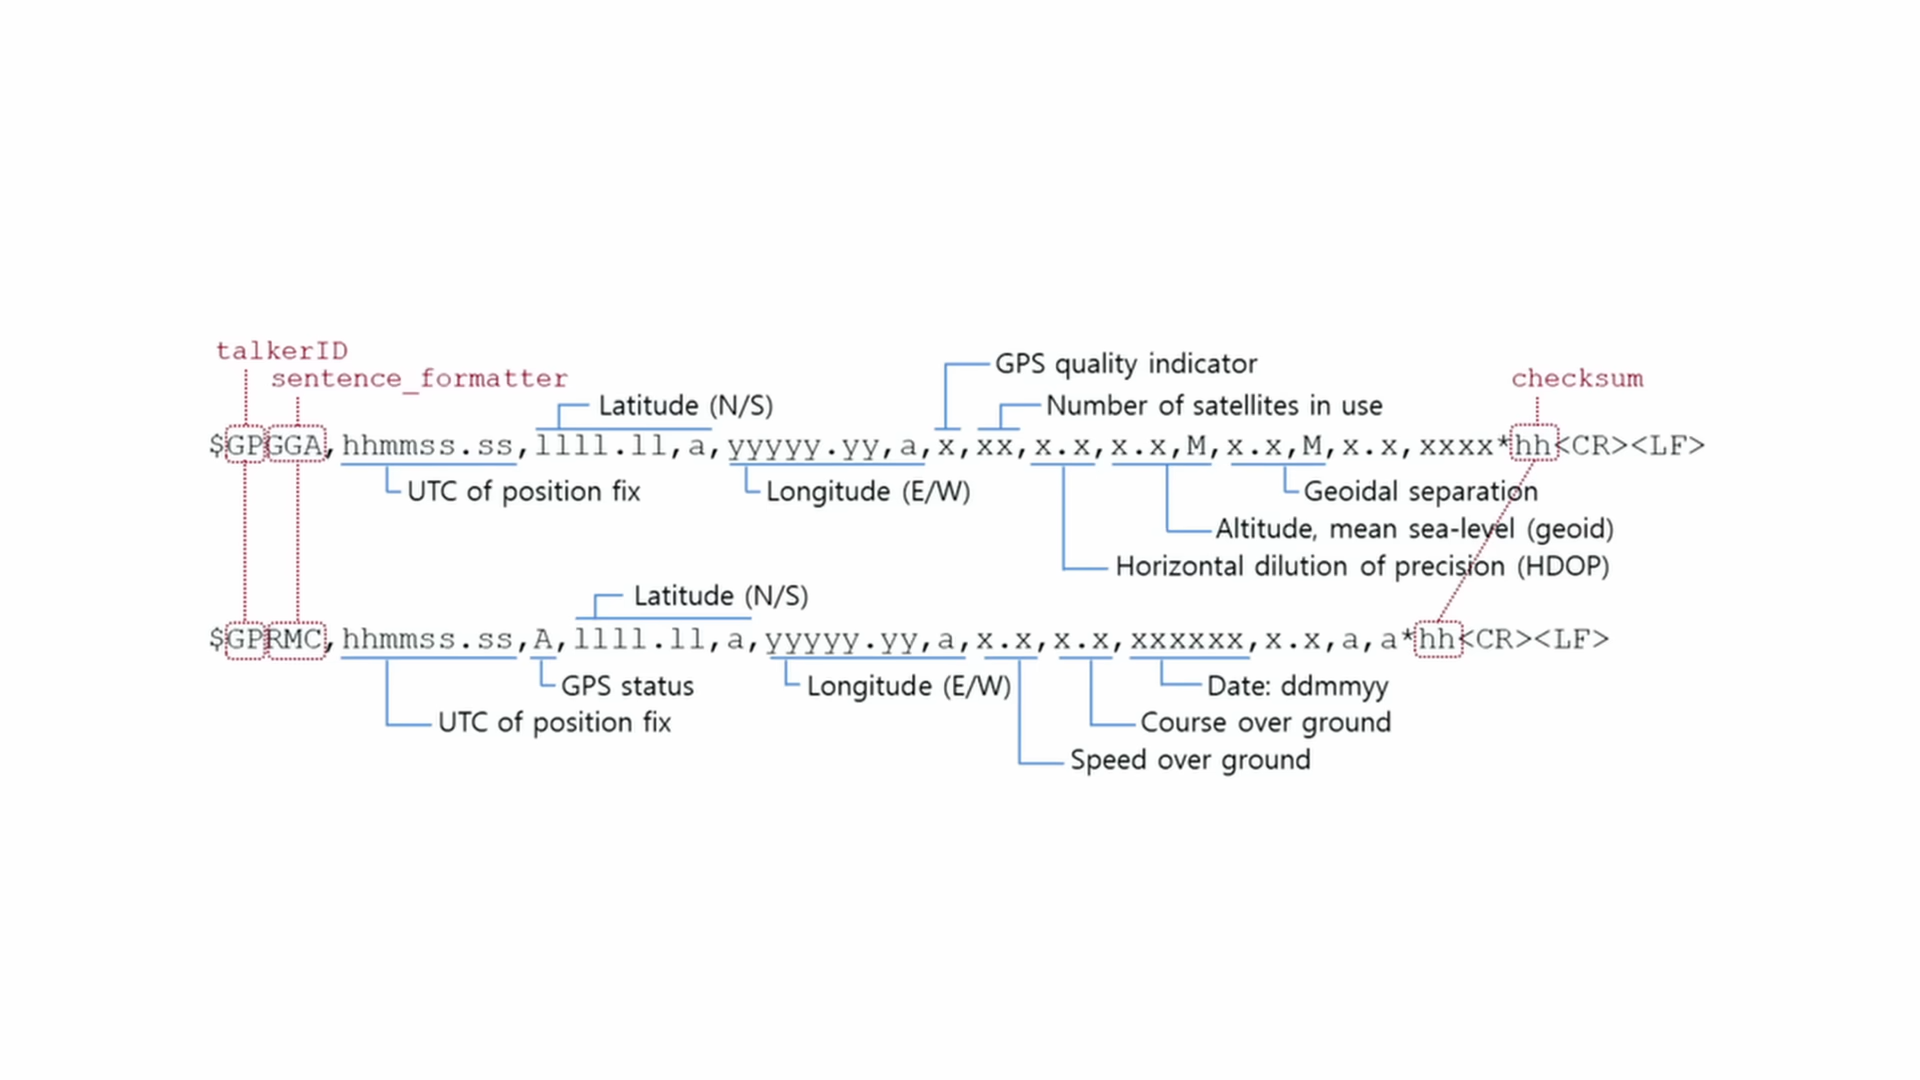 talkerID
sentence_formatter
GPS quality indicator
checksum
Latitude (N/S)
Number of satellites in use
$GPGGA,hhmmss.ss,llll.ll,a,yyyyy.yy,a,x,xx,x.x,x.x,M,x.x,M,x.x,xxxx*hh<CR><LF>
UTC of position fix
Longitude (E/W)
Geoidal separation
Altitude, mean sea-level (geoid)
Horizontal dilution of precision (HDOP)
Latitude (N/S)
$GPRMC,hhmmss.ss,A,llll.ll,a,yyyyy.yy,a,x.x,x.x,xxxxxx,x.x,a,a*hh<CR><LF>
GPS status
Longitude (E/W)
Date: ddmmyy
UTC of position fix
Course over ground
Speed over ground